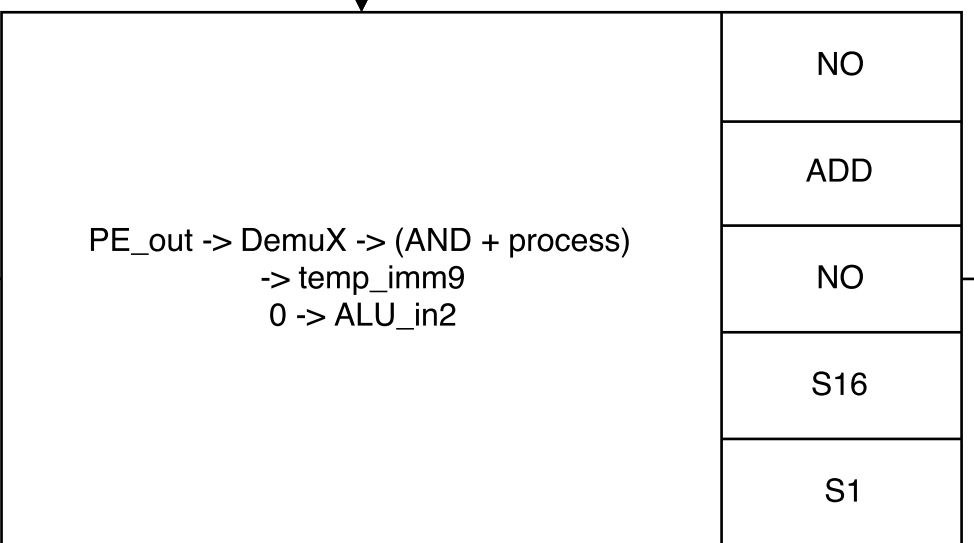 PE_out -> DemuX -> (AND + process)
-> temp_imm9
0 -> ALU_in2
NO
ADD
NO
S16
S1